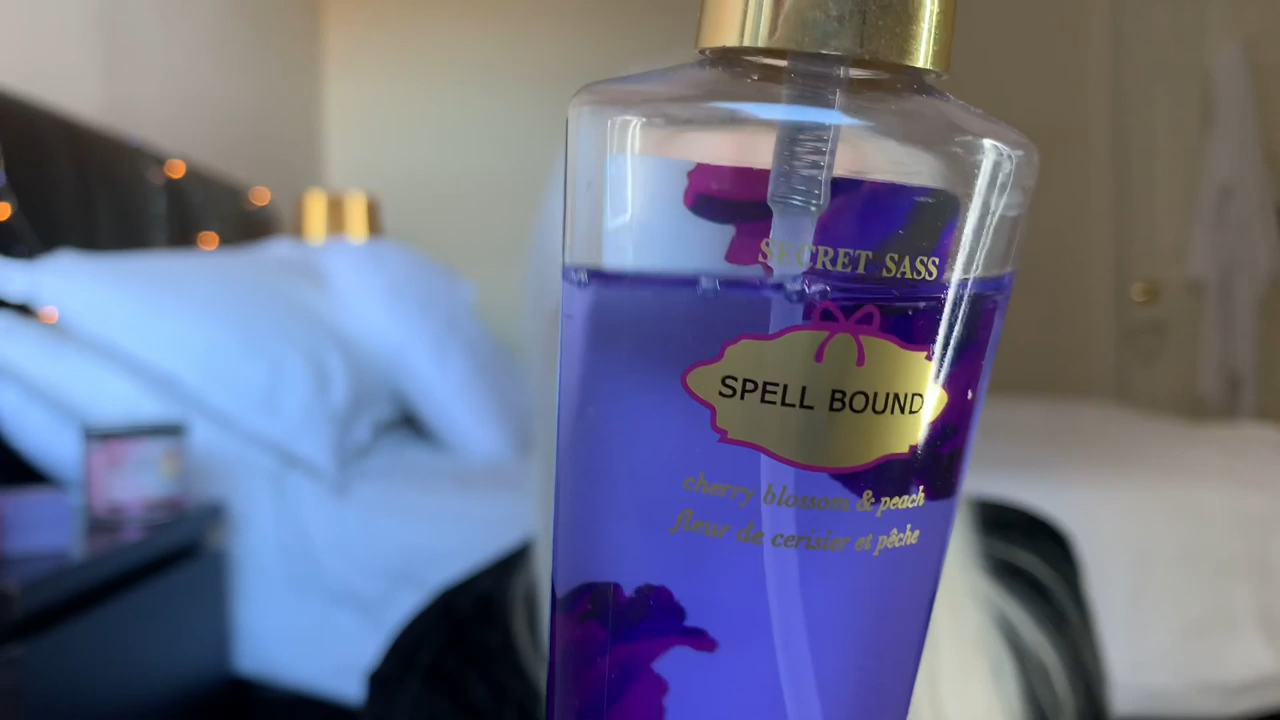 SECRET SASS
SPELL BOUND
cherry blossom & peach
fleur de cerisier et pêche